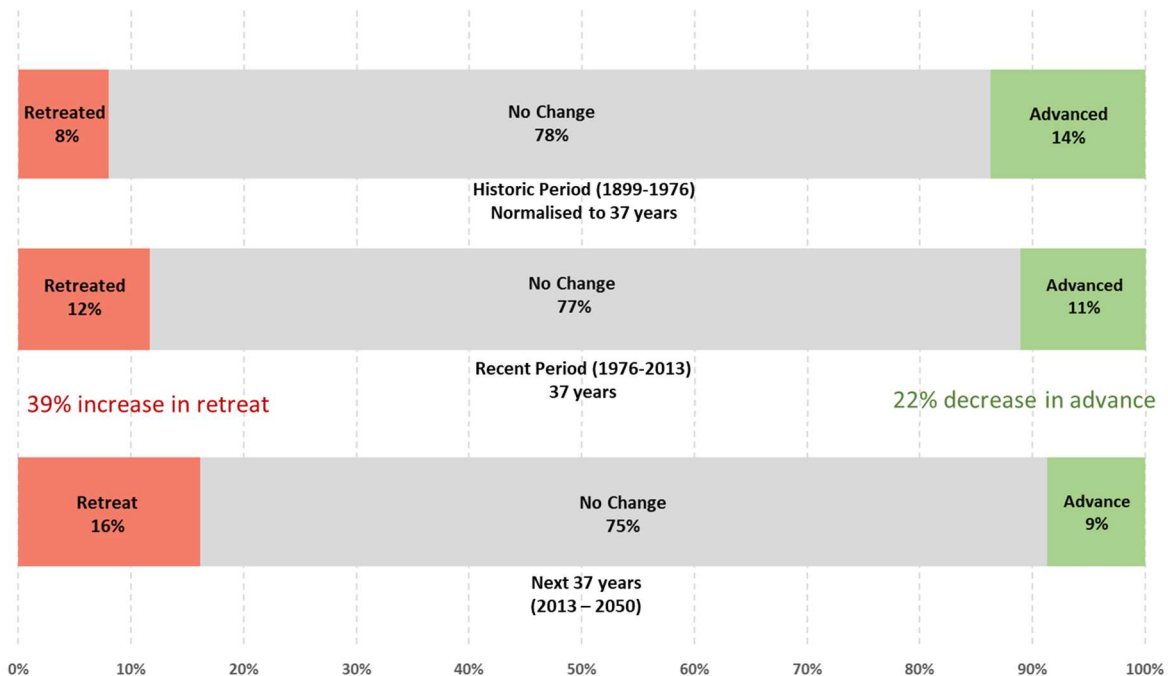 Retreated
8%
No Change
78%
Advanced
14%
Historic Period (1899-1976)
Normalised to 37 years
Retreated
12%
No Change
77%
Advanced
11%
Recent Period (1976-2013)
37 years
39% increase in retreat
22% decrease in advance
Retreat
16%
No Change
75%
Advance
9%
Next 37 years
(2013 – 2050)
0% 10% 20% 30% 40% 50% 60% 70% 80% 90% 100%